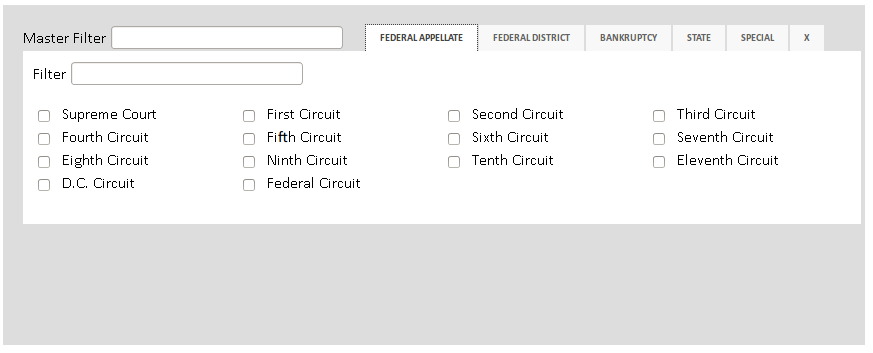 Master Filter FEDERAL APPELLATE FEDERAL DISTRICT BANKRUPTCY STATE SPECIAL X
Filter
Supreme Court First Circuit Second Circuit Third Circuit
Fourth Circuit Fifth Circuit Sixth Circuit Seventh Circuit
Eighth Circuit Ninth Circuit Tenth Circuit Eleventh Circuit
D.C. Circuit Federal Circuit